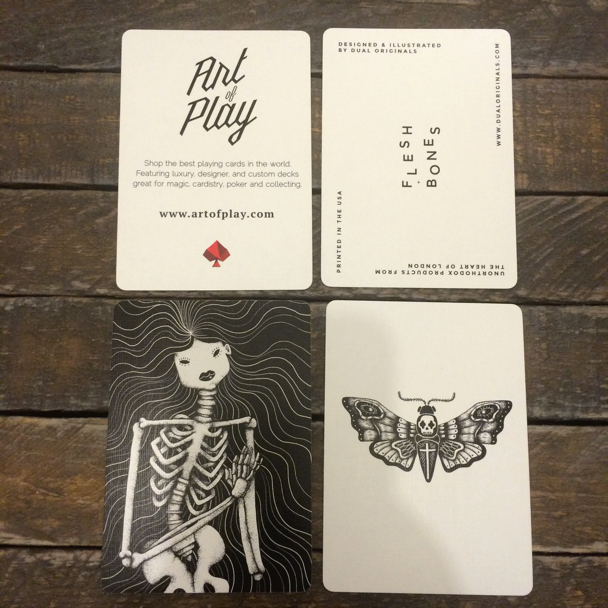 Art
of
Play
Shop the best playing cards in the world.
Featuring luxury, designer, and custom decks
great for magic, cardistry, poker and collecting.
www.artofplay.com
DESIGNED & ILLUSTRATED
BY DUAL ORIGINALS
WWW.DUALORIGINALS.COM
FLESH
+
BONES
PRINTED IN THE USA
UNORTHODOX PRODUCTS FROM
THE HEART OF LONDON